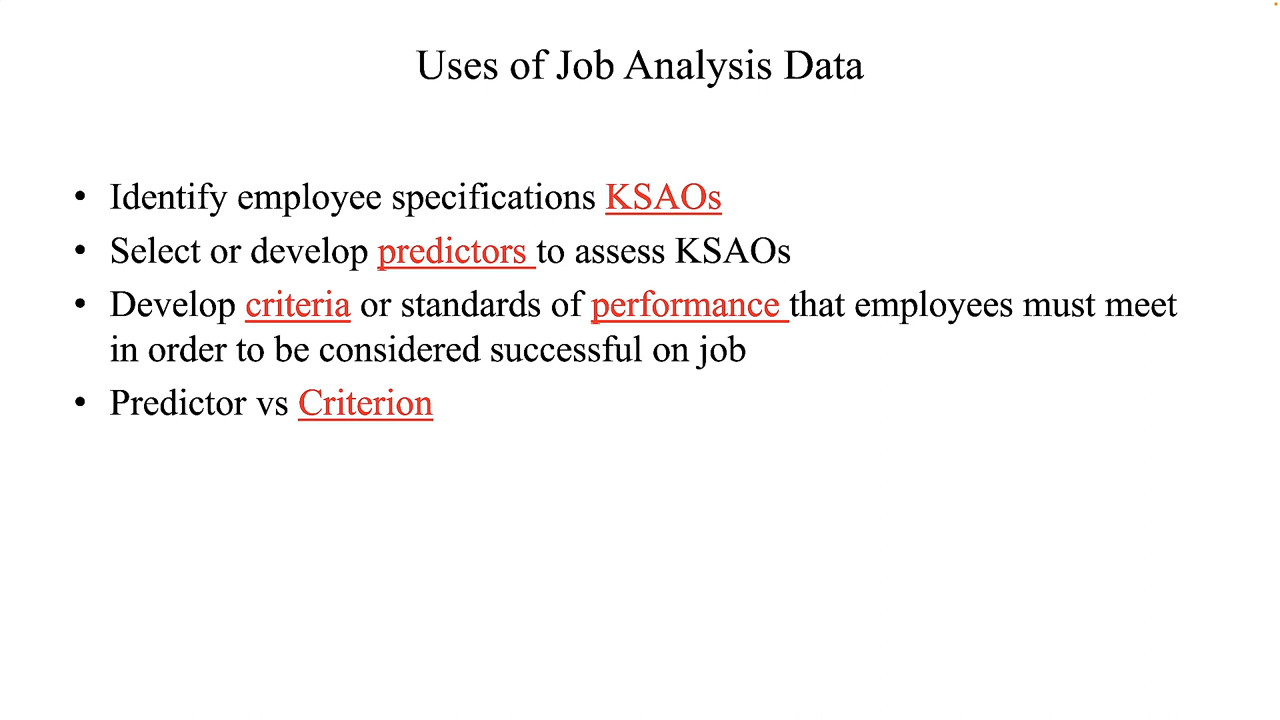 Uses of Job Analysis Data
• Identify employee specifications KSAOs
• Select or develop predictors to assess KSAOs
• Develop criteria or standards of performance that employees must meet
in order to be considered successful on job
• Predictor vs Criterion